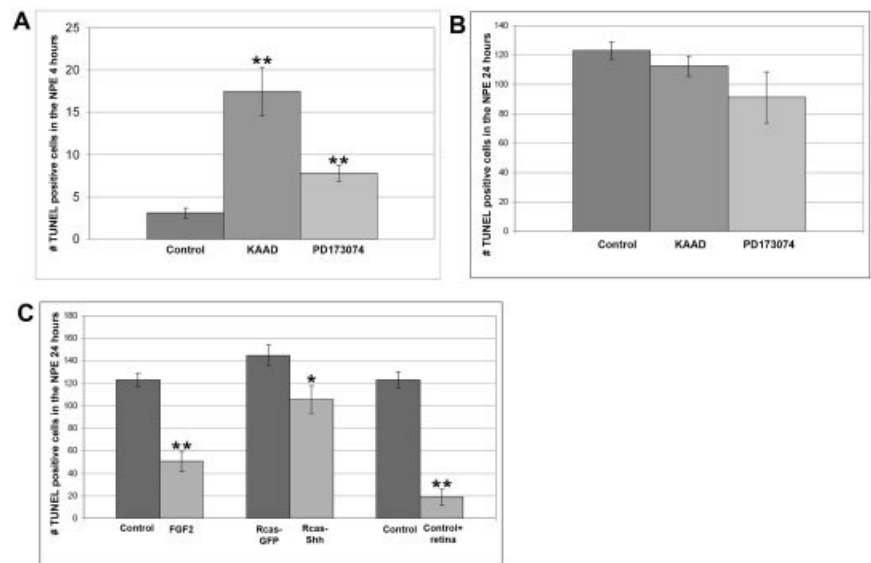 A
# TUNEL positive cells in the NPE 4 hours
25
20
15
10
5
0
**
**
Control KAAD PD173074
B
# TUNEL positive cells in the NPE 24 hours
140
120
100
80
60
40
20
0
Control KAAD PD173074
C
# TUNEL positive cells in the NPE 24 hours
180
160
140
120
100
80
60
40
20
0
**
*
**
Control FGF2 Rcas- Rcas- Control Control+
GFP Shh retina